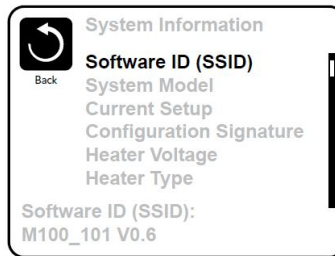 System Information
Back
Software ID (SSID)
System Model
Current Setup
Configuration Signature
Heater Voltage
Heater Type
Software ID (SSID):
M100_101 V0.6